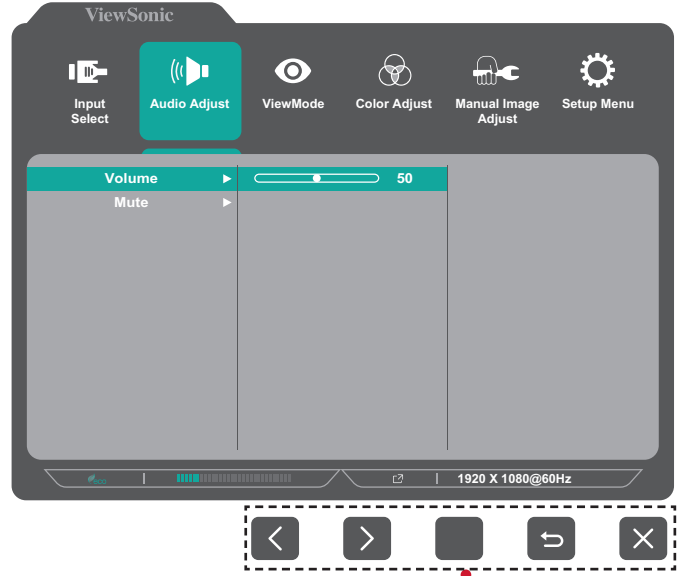 ViewSonic
Input
Select
Audio Adjust
ViewMode
Color Adjust
Manual Image
Adjust
Setup Menu
Volume
50
Mute
eco
1920 X 1080@60Hz